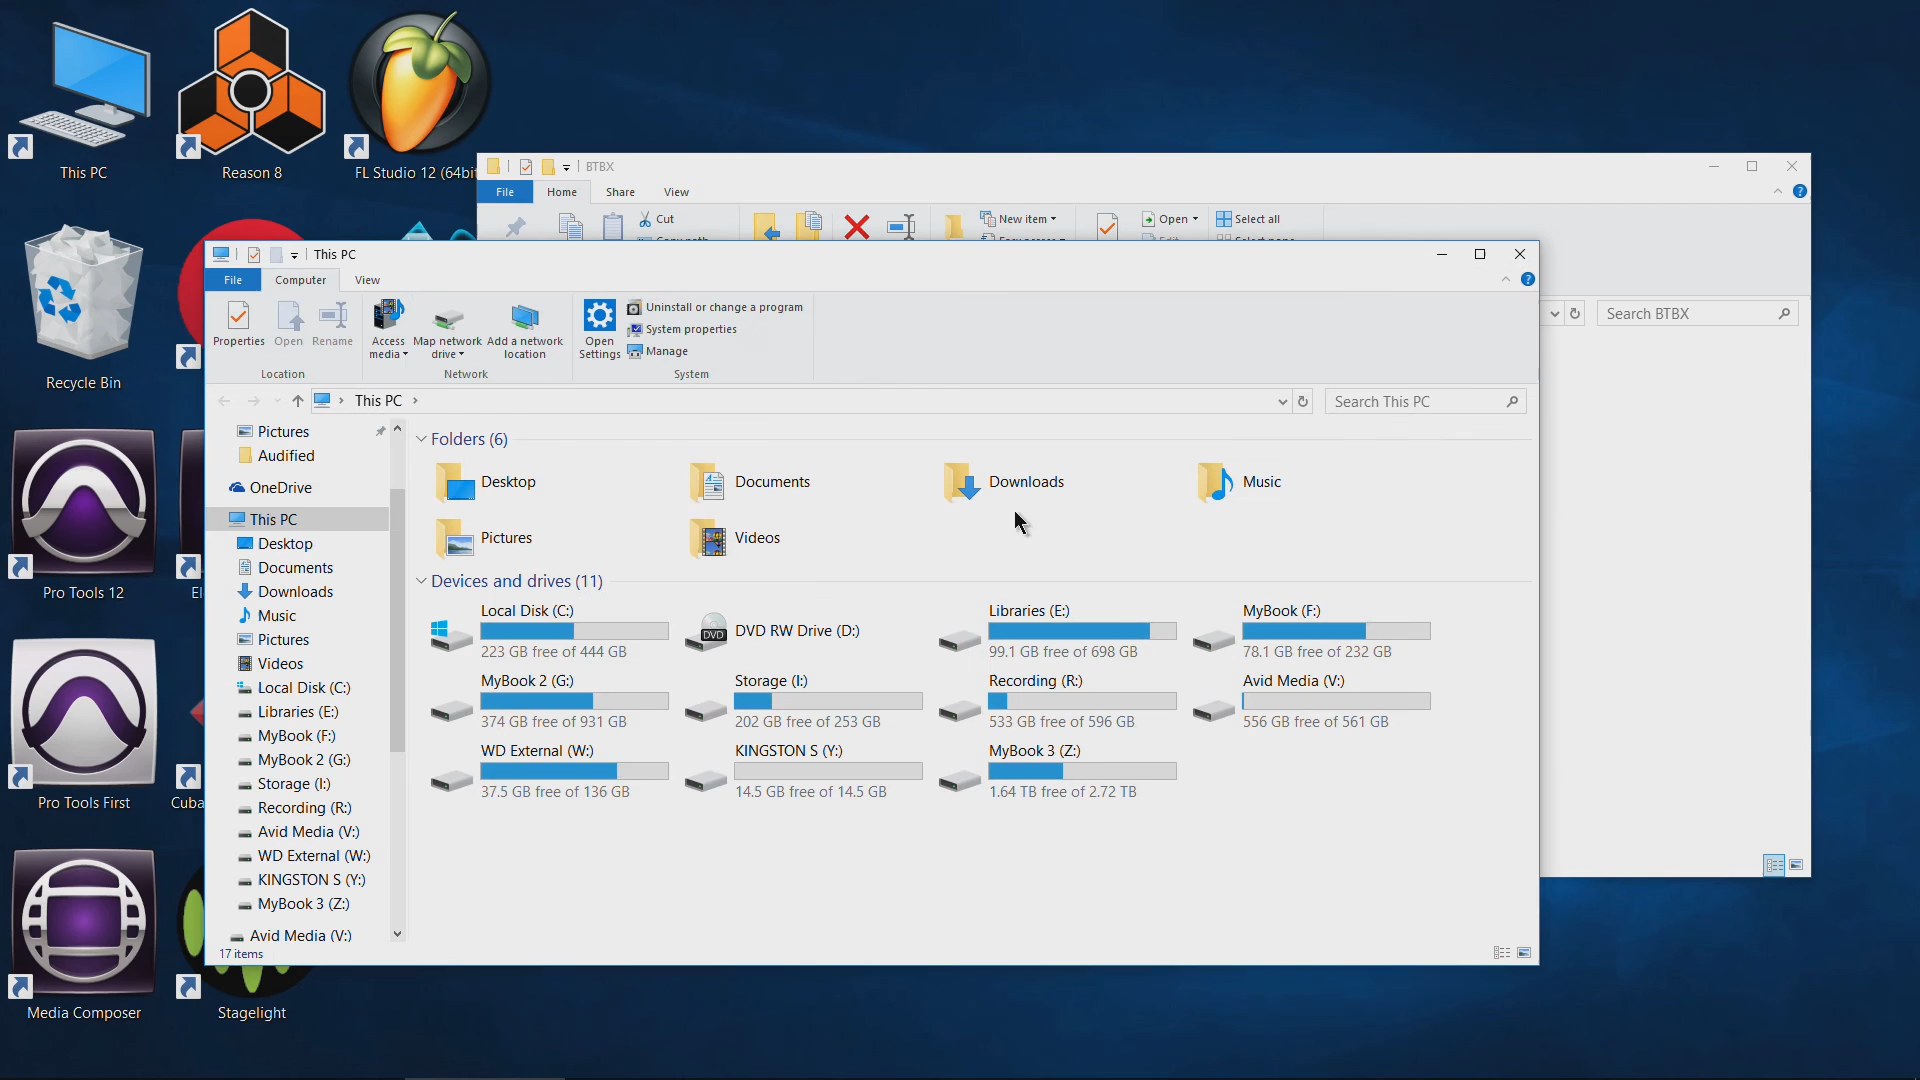 This PC
Reason 8
FL Studio 12 (64bi
Recycle Bin
Pro Tools 12
El
Pro Tools First
Cuba
Media Composer
Stagelight
BTBX
File
Home
Share
View
Cut
New item
Open
Select all
Search BTBX
This PC
File
Computer
View
Properties
Open
Rename
Location
Access media
Map network drive
Add a network location
Network
Open Settings
Uninstall or change a program
System properties
Manage
System
This PC
Search This PC
Pictures
Audified
OneDrive
This PC
Desktop
Documents
Downloads
Music
Pictures
Videos
Local Disk (C:)
Libraries (E:)
MyBook (F:)
MyBook 2 (G:)
Storage (I:)
Recording (R:)
Avid Media (V:)
WD External (W:)
KINGSTON S (Y:)
MyBook 3 (Z:)
Avid Media (V:)
17 items
Folders (6)
Desktop
Documents
Downloads
Music
Pictures
Videos
Devices and drives (11)
Local Disk (C:)
223 GB free of 444 GB
DVD
DVD RW Drive (D:)
Libraries (E:)
99.1 GB free of 698 GB
MyBook (F:)
78.1 GB free of 232 GB
MyBook 2 (G:)
374 GB free of 931 GB
Storage (I:)
202 GB free of 253 GB
Recording (R:)
533 GB free of 596 GB
Avid Media (V:)
556 GB free of 561 GB
WD External (W:)
37.5 GB free of 136 GB
KINGSTON S (Y:)
14.5 GB free of 14.5 GB
MyBook 3 (Z:)
1.64 TB free of 2.72 TB